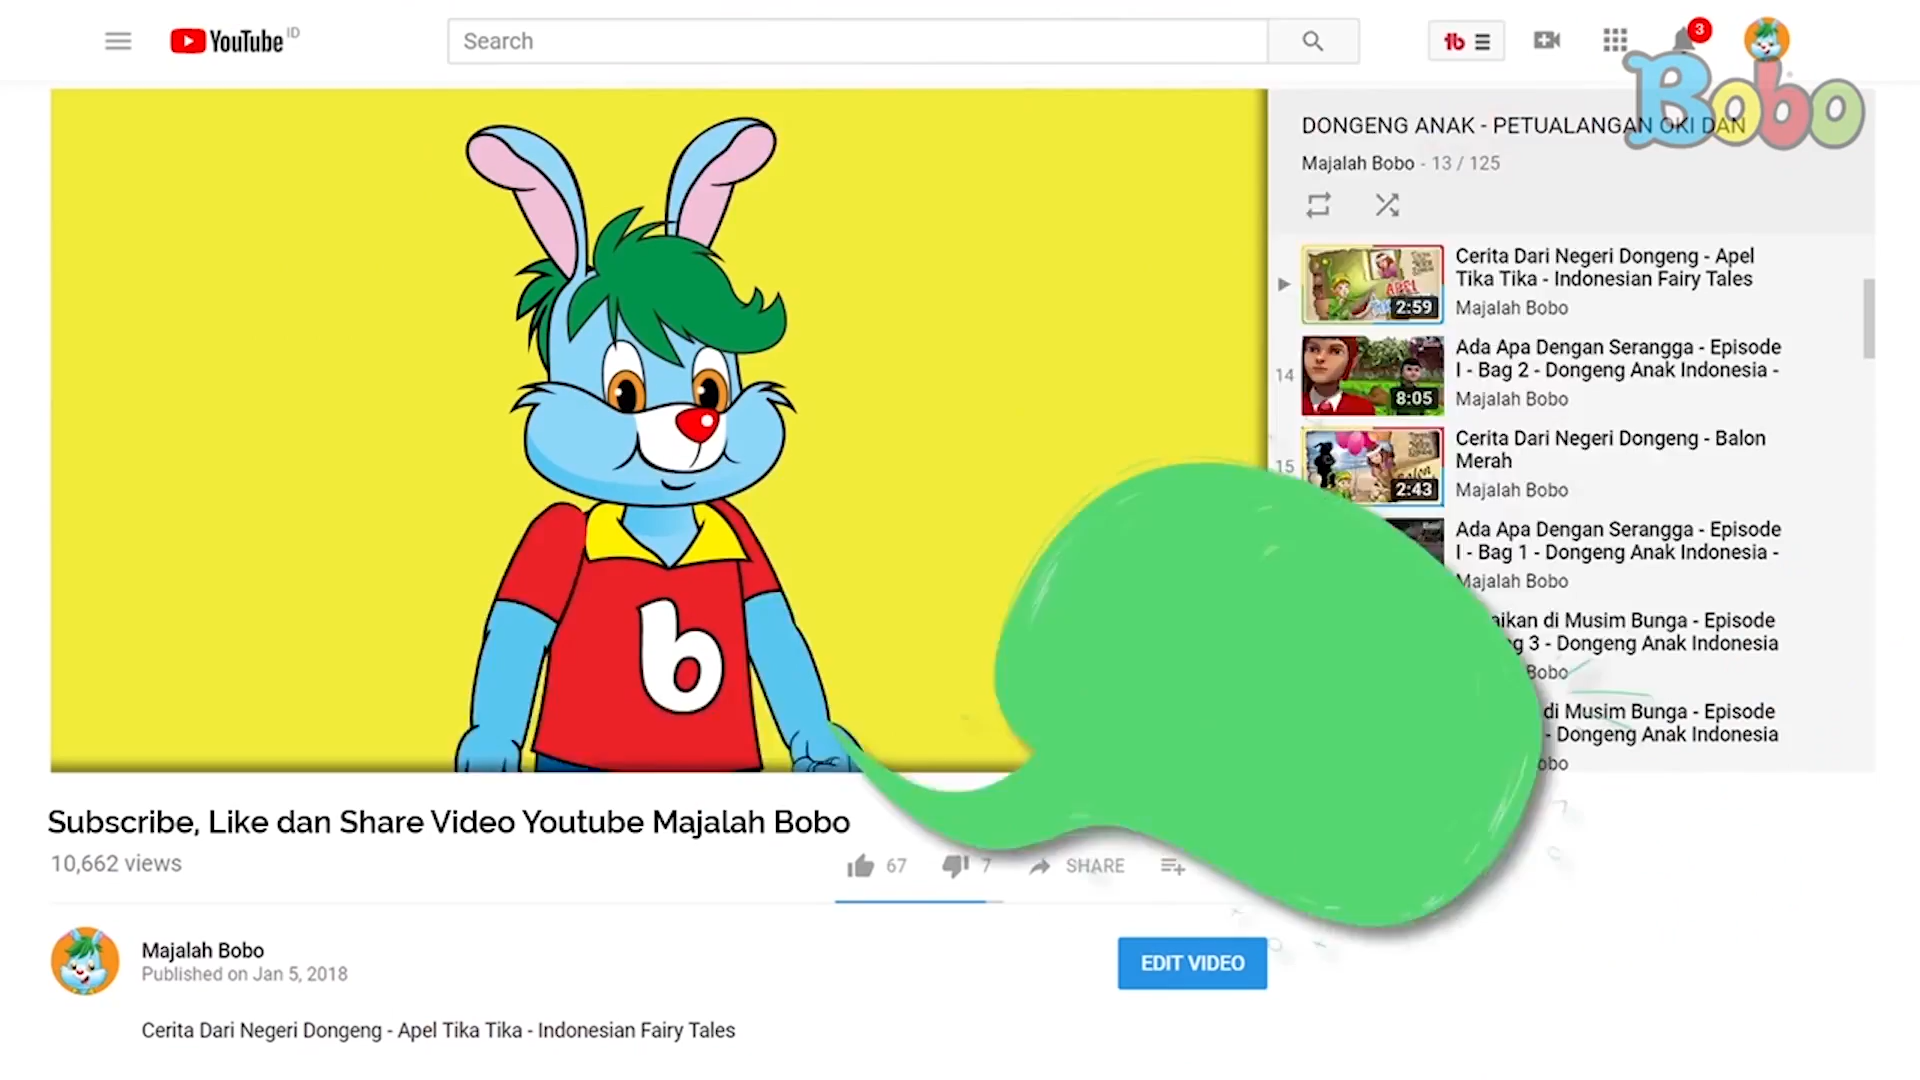 YouTube ID
Search
3
Bobo
DONGENG ANAK - PETUALANGAN OKI DAN
Majalah Bobo - 13 / 125
Cerita Dari Negeri Dongeng - Apel
Tika Tika - Indonesian Fairy Tales
Majalah Bobo
APEL
2:59
14
Ada Apa Dengan Serangga - Episode
I - Bag 2 - Dongeng Anak Indonesia -
Majalah Bobo
8:05
15
Cerita Dari Negeri Dongeng - Balon
Merah
Majalah Bobo
2:43
Ada Apa Dengan Serangga - Episode
I - Bag 1 - Dongeng Anak Indonesia -
Majalah Bobo
di Musim Bunga - Episode
3 - Dongeng Anak Indonesia
Bobo
di Musim Bunga - Episode
- Dongeng Anak Indonesia
b
Subscribe, Like dan Share Video Youtube Majalah Bobo
10,662 views
67
7
SHARE
Majalah Bobo
Published on Jan 5, 2018
EDIT VIDEO
Cerita Dari Negeri Dongeng - Apel Tika Tika - Indonesian Fairy Tales